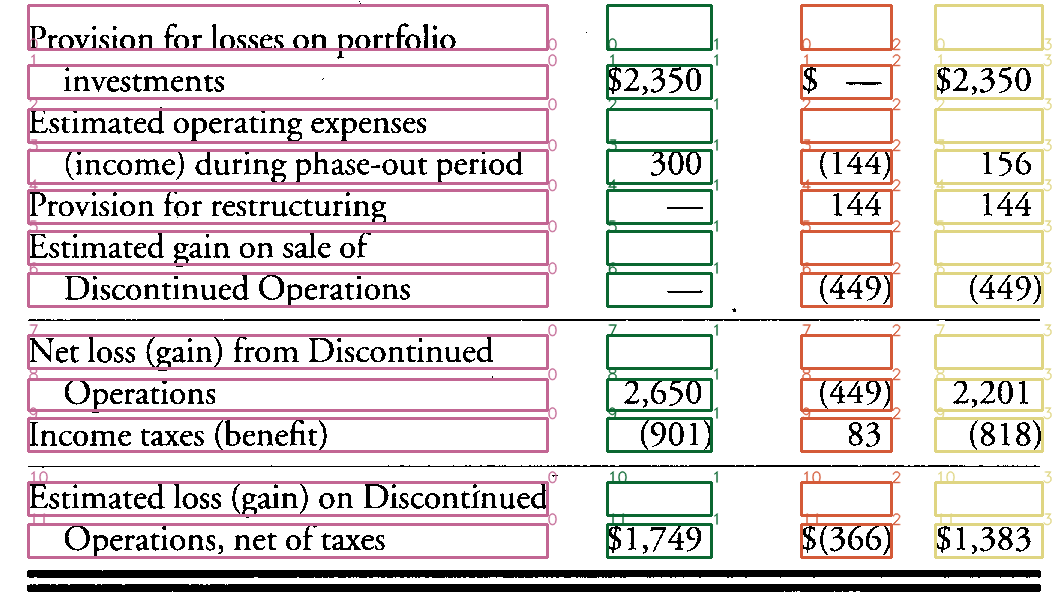 Provision for losses on portfolio
investments $2,350 $ — $2,350
Estimated operating expenses
(income) during phase-out period 300 (144) 156
Provision for restructuring — 144 144
Estimated gain on sale of
Discontinued Operations — (449) (449)
Net loss (gain) from Discontinued
Operations 2,650 (449) 2,201
Income taxes (benefit) (901) 83 (818)
Estimated loss (gain) on Discontinued
Operations, net of taxes $1,749 $(366) $1,383